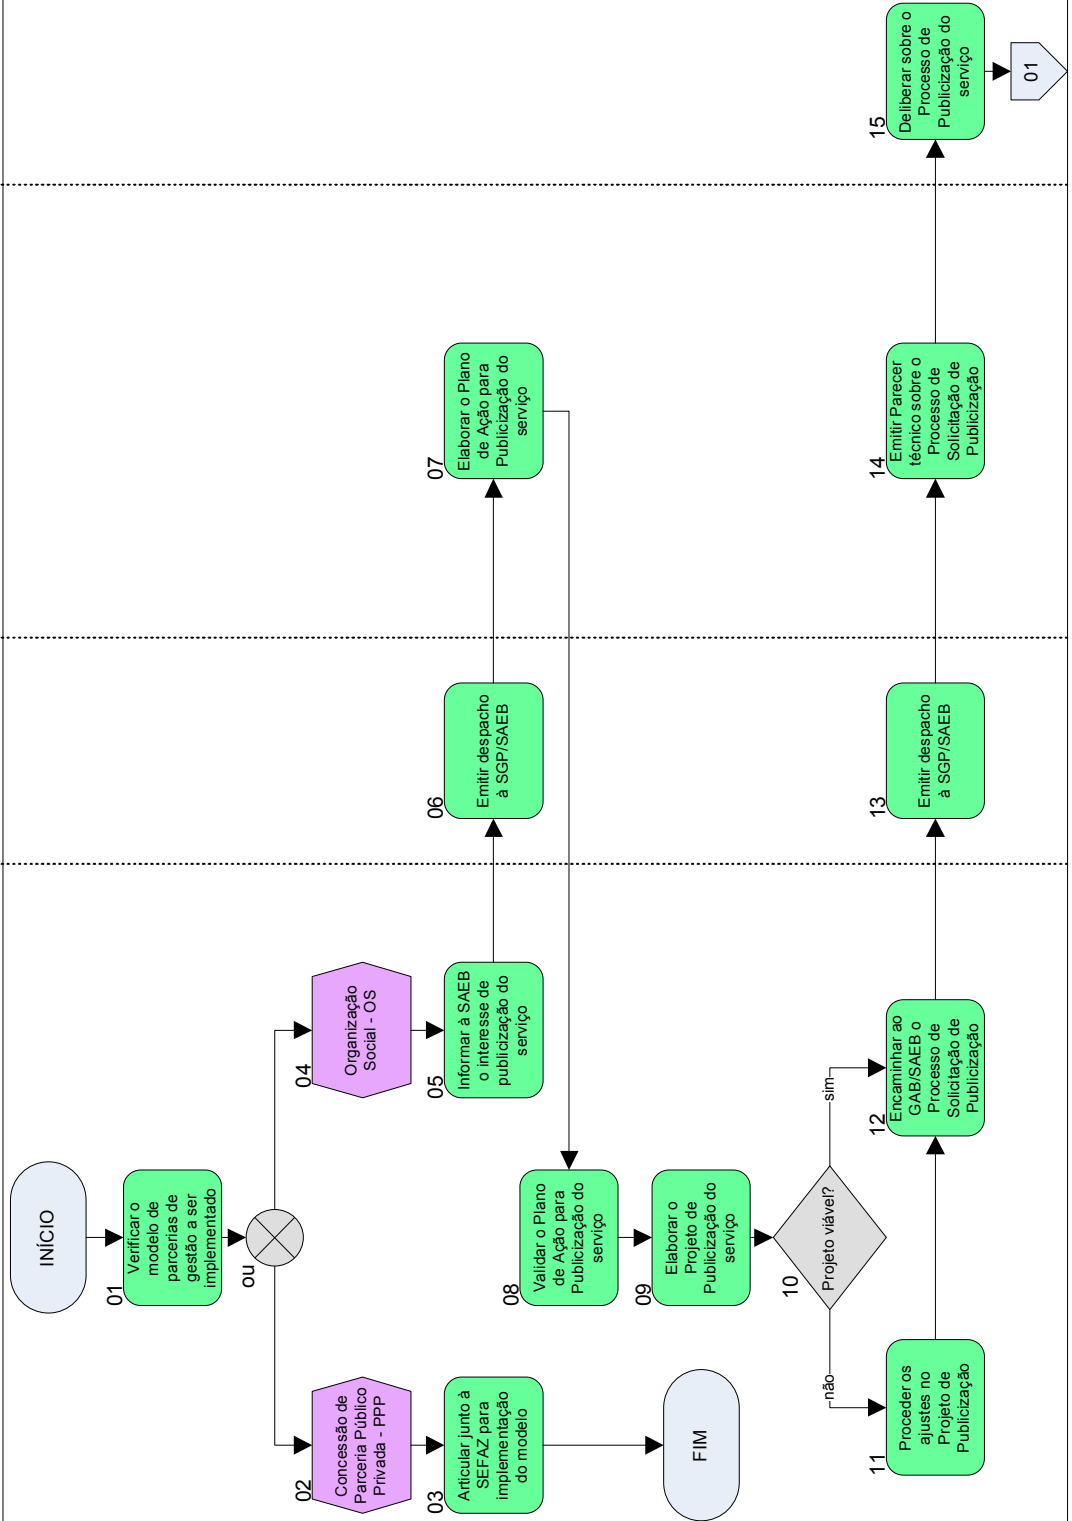 INÍCIO
01
Verificar o
modelo de
parcerias de
gestão a ser
implementado
ou
02
Concessão de
Parceria Público
Privada - PPP
03
Articular junto à
SEFAZ para
implementação
do modelo
FIM
04
Organização
Social - OS
05
Informar à SAEB
o interesse de
publicização do
serviço
06
Emitir despacho
à SGP/SAEB
07
Elaborar o Plano
de Ação para
Publicização do
serviço
08
Validar o Plano
de Ação para
Publicização do
serviço
09
Elaborar o
Projeto de
Publicização do
serviço
10
Projeto viável?
não
sim
11
Proceder os
ajustes no
Projeto de
Publicização
12
Encaminhar ao
GAB/SAEB o
Processo de
Solicitação de
Publicização
13
Emitir despacho
à SGP/SAEB
14
Emitir Parecer
técnico sobre o
Processo de
Solicitação de
Publicização
15
Deliberar sobre o
Processo de
Publicização do
serviço
01